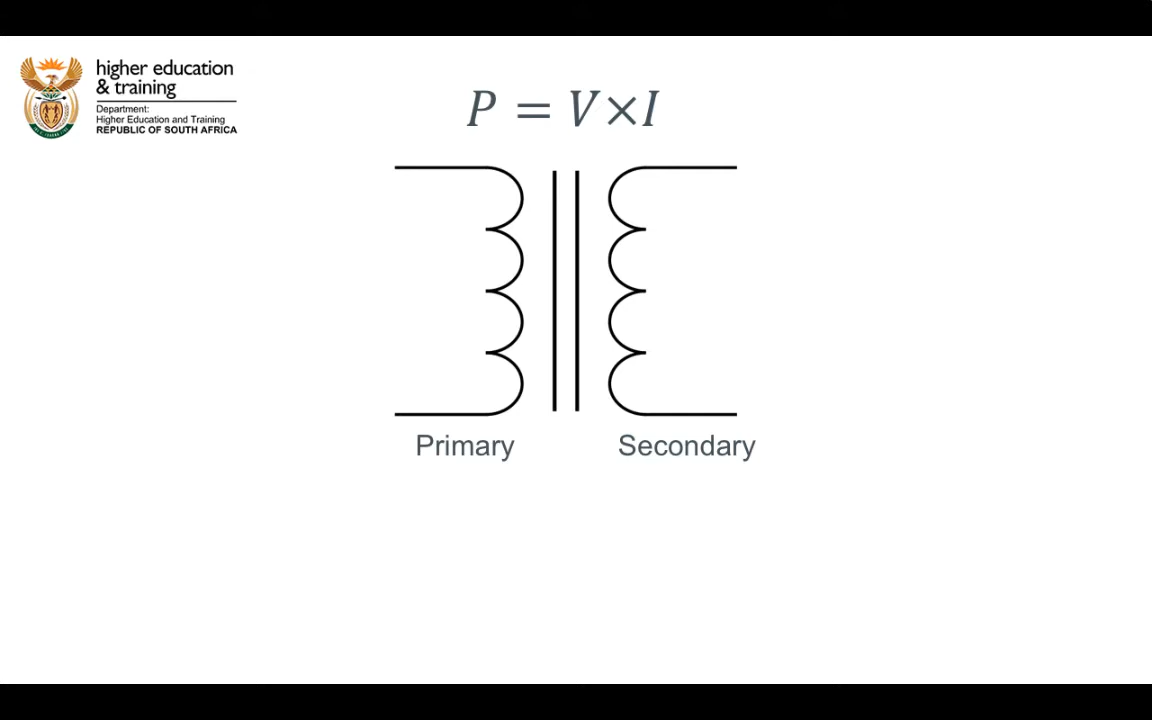 higher education
& training
Department:
Higher Education and Training
REPUBLIC OF SOUTH AFRICA
P = V×I
Primary
Secondary